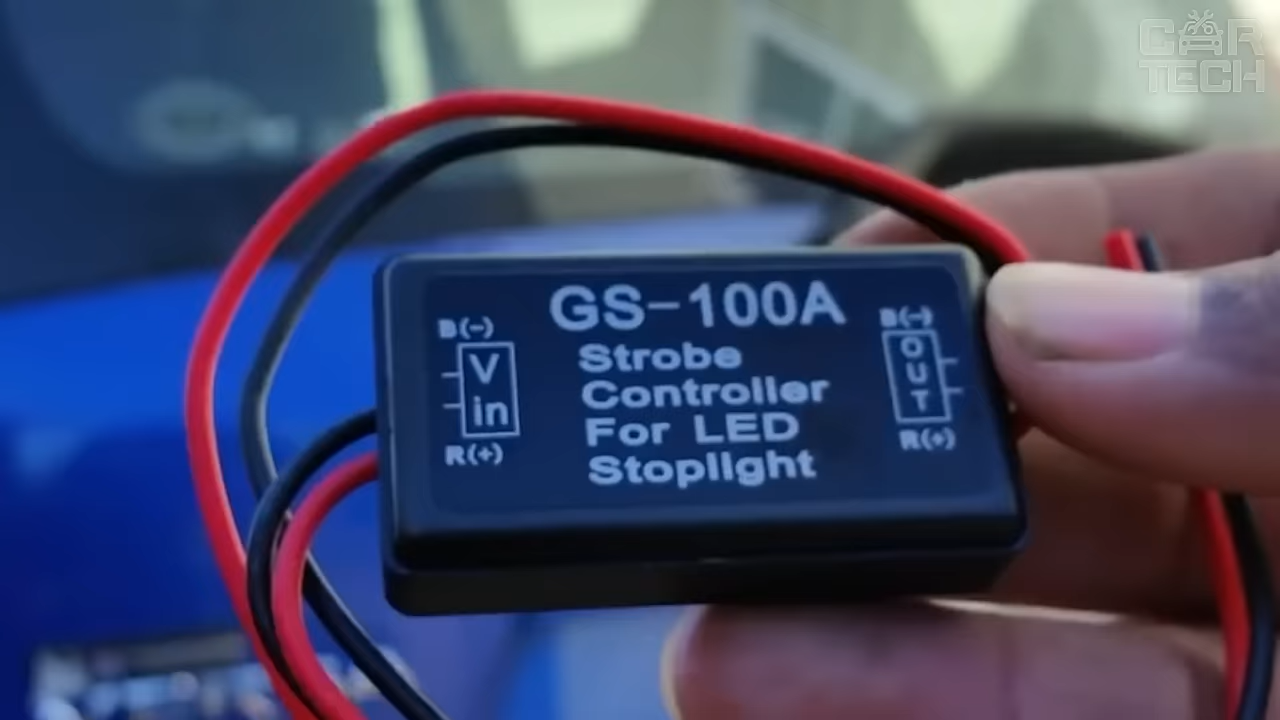 CAR
TECH
GS-100A
Strobe
Controller
For LED
Stoplight
B(-)
V
in
R(+)
B(-)
OUT
R(+)